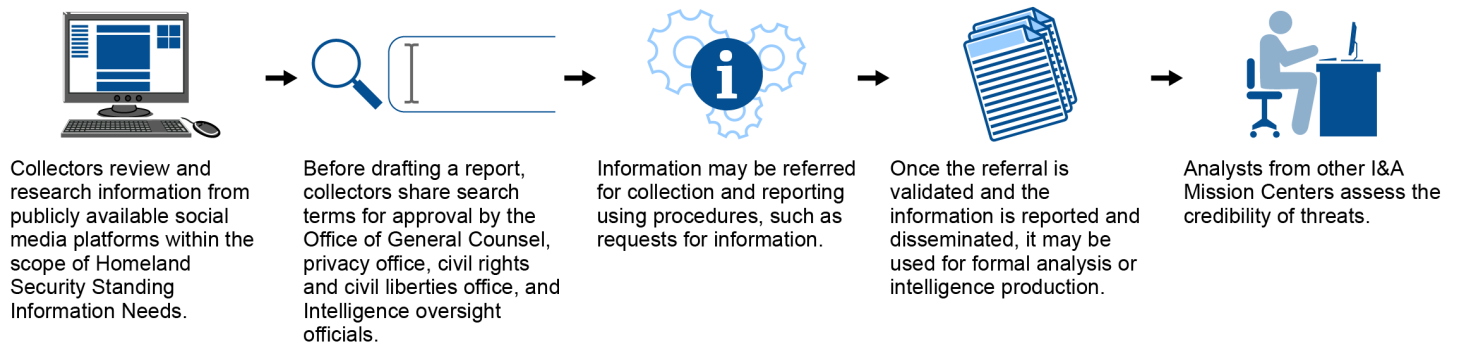 Collectors review and
research information from
publicly available social
media platforms within the
scope of Homeland
Security Standing
Information Needs.
Before drafting a report,
collectors share search
terms for approval by the
Office of General Counsel,
privacy office, civil rights
and civil liberties office, and
Intelligence oversight
officials.
i
Information may be referred
for collection and reporting
using procedures, such as
requests for information.
Once the referral is
validated and the
information is reported and
disseminated, it may be
used for formal analysis or
intelligence production.
Analysts from other I&A
Mission Centers assess the
credibility of threats.